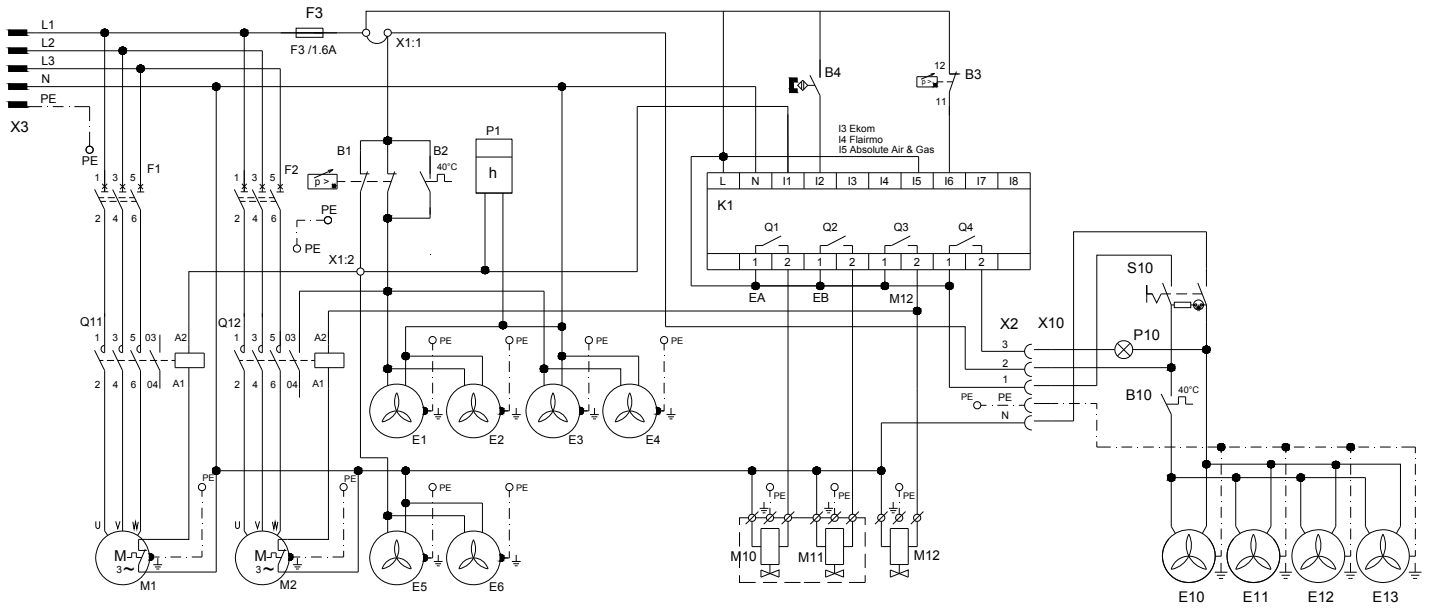 F3
L1
F3 /1.6A
X1:1
L2
L3
N
PE
X3
PE
B4
12
B3
p >
11
I3 Ekom
I4 Flairmo
I5 Absolute Air & Gas
P1
h
B1
B2
40°C
p >
F1
1 3 5
2 4 6
F2
1 3 5
2 4 6
PE
PE
X1:2
L N I1 I2 I3 I4 I5 I6 I7 I8
K1
Q1 Q2 Q3 Q4
1 2 1 2 1 2 1 2
EA EB M12
S10
Q11
1 3 5 03 A2
2 4 6 04 A1
Q12
1 3 5 03 A2
2 4 6 04 A1
PE PE PE PE
E1 E2 E3 E4
X2 X10
3
2
1
PE PE
N
P10
B10
40°C
PE PE PE PE
U V W
M
3 ~
M1
U V W
M
3 ~
M2
E5 E6
PE PE PE
M10 M11 M12
E10 E11 E12 E13